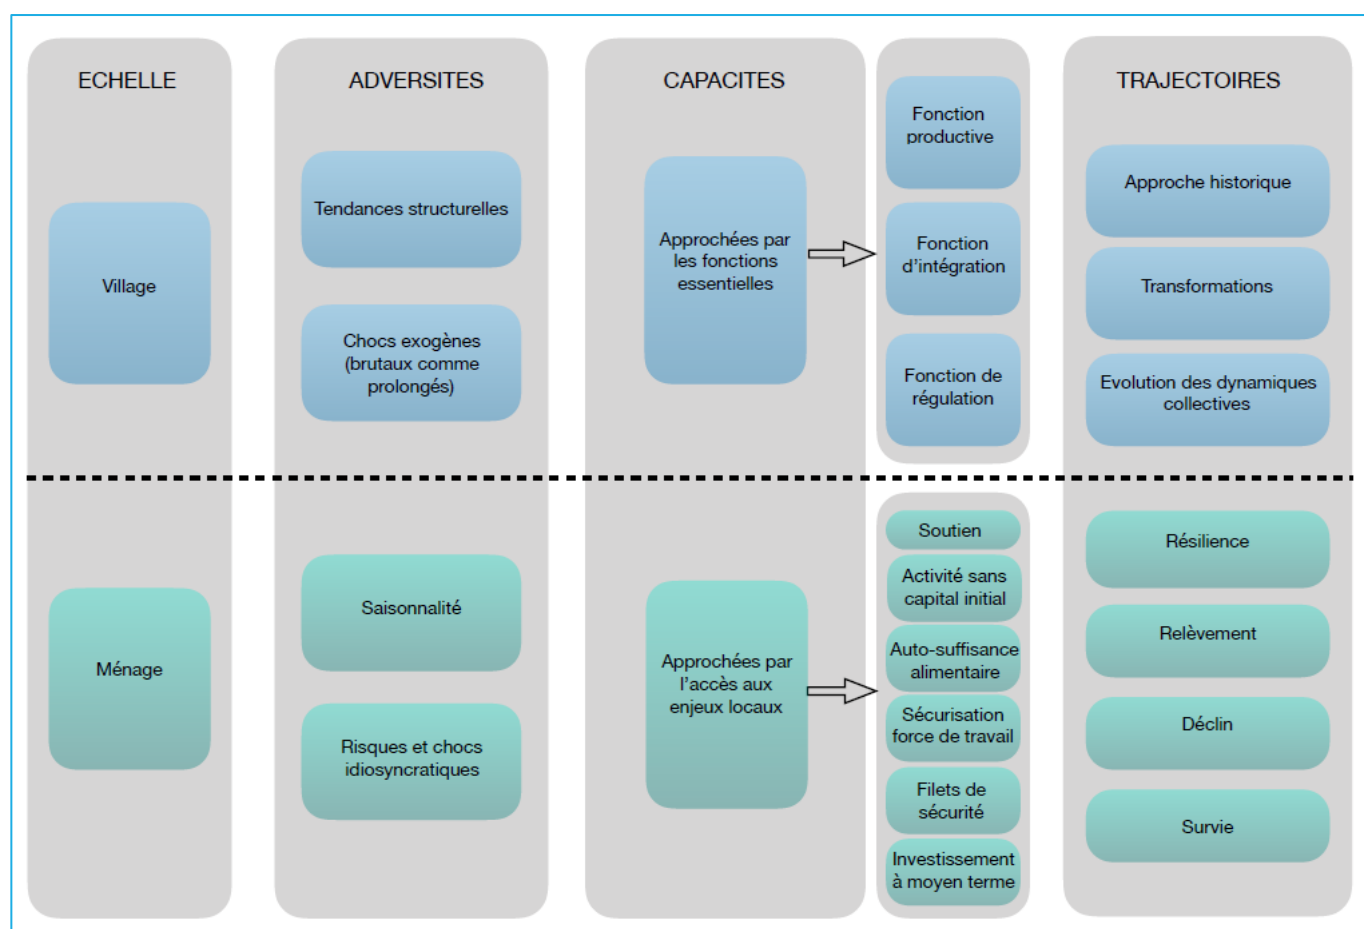 ECHELLE
ADVERSITES
CAPACITES
TRAJECTOIRES
Village
Tendances structurelles
Chocs exogènes
(brutaux comme
prolongés)
Approchées par
les fonctions
essentielles
Fonction
productive
Fonction
d'intégration
Fonction de
régulation
Approche historique
Transformations
Evolution des dynamiques
collectives
Ménage
Saisonnalité
Risques et chocs
idiosyncratiques
Approchées par
l'accès aux
enjeux locaux
Soutien
Activité sans
capital initial
Auto-suffisance
alimentaire
Sécurisation
force de travail
Filets de
sécurité
Investissement
à moyen terme
Résilience
Relèvement
Déclin
Survie